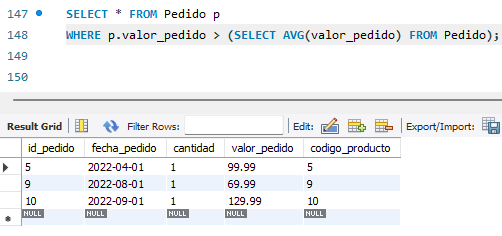 147 SELECT * FROM Pedido p
148 WHERE p.valor_pedido > (SELECT AVG(valor_pedido) FROM Pedido);
149
150
Result Grid Filter Rows: Edit: Export/Import:
id_pedido fecha_pedido cantidad valor_pedido codigo_producto
5 2022-04-01 1 99.99 5
9 2022-08-01 1 69.99 9
10 2022-09-01 1 129.99 10
NULL NULL NULL NULL NULL